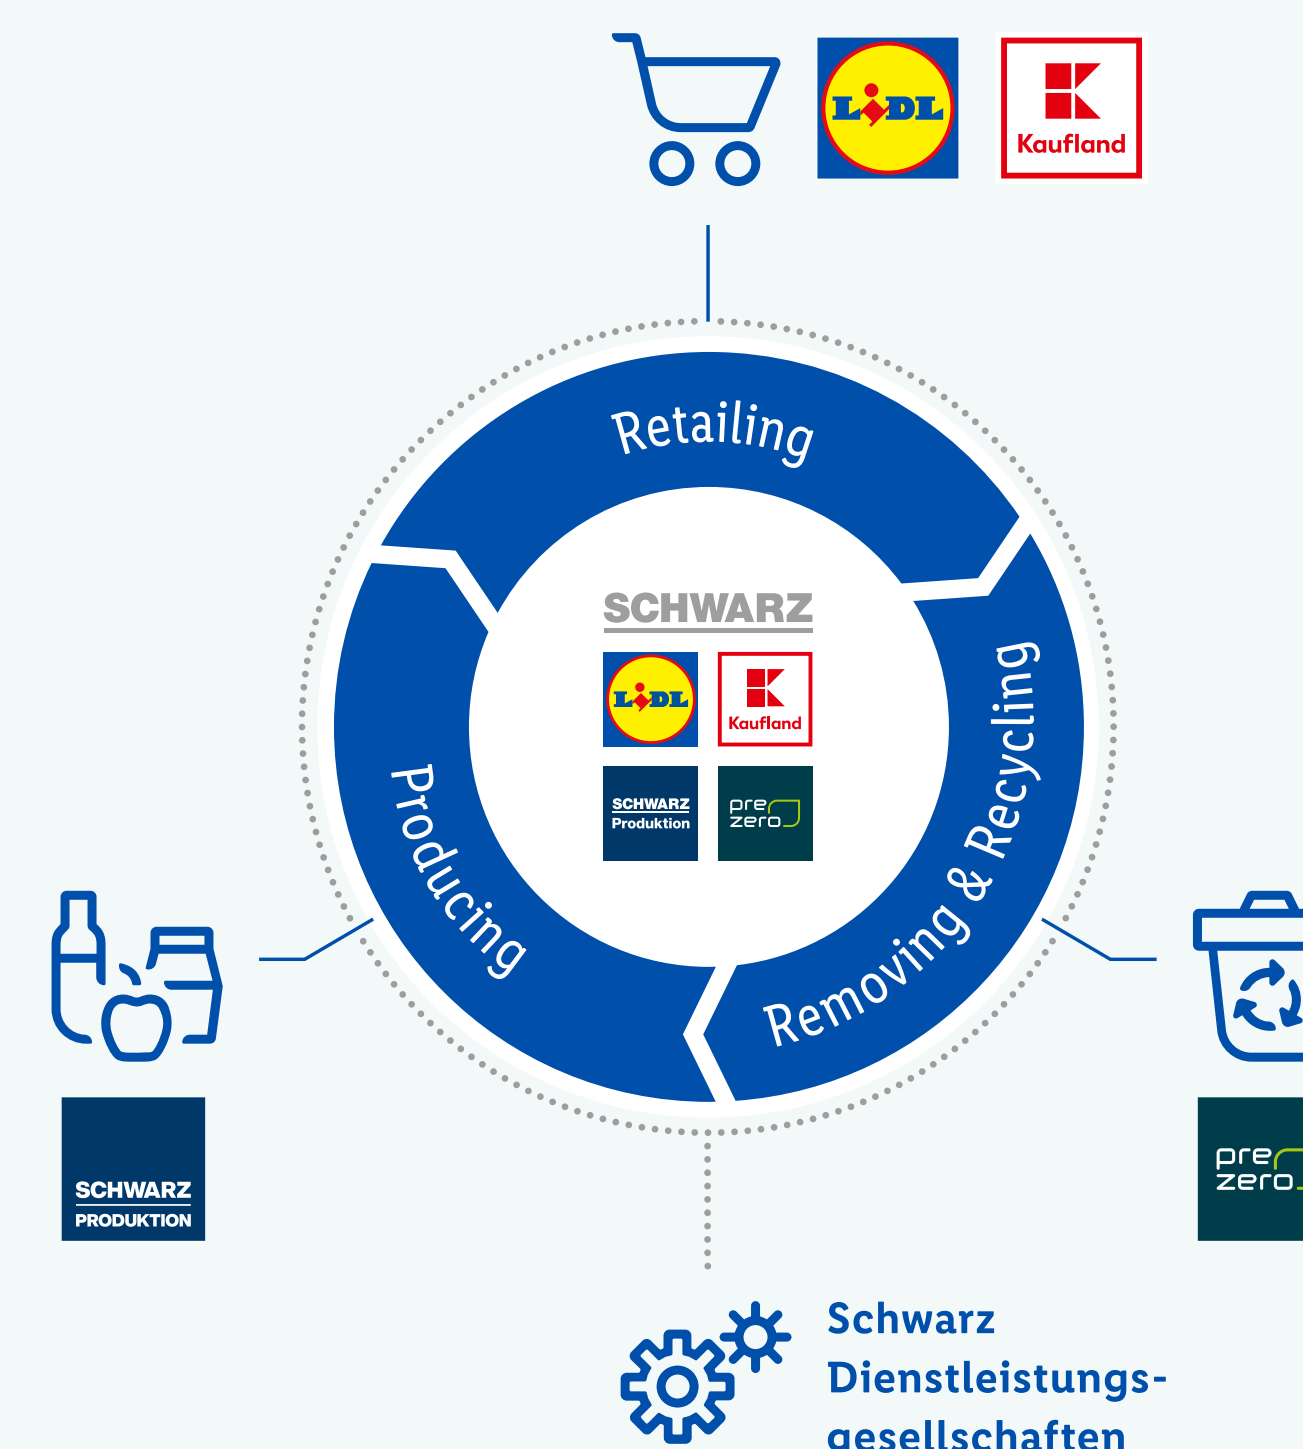 LiDL
Kaufland
Retailing
SCHWARZ
LiDL
Kaufland
SCHWARZ
Produktion
pre
zero
Producing
Removing & Recycling
SCHWARZ
PRODUKTION
pre
zero
Schwarz
Dienstleistungs-
gesellschaften